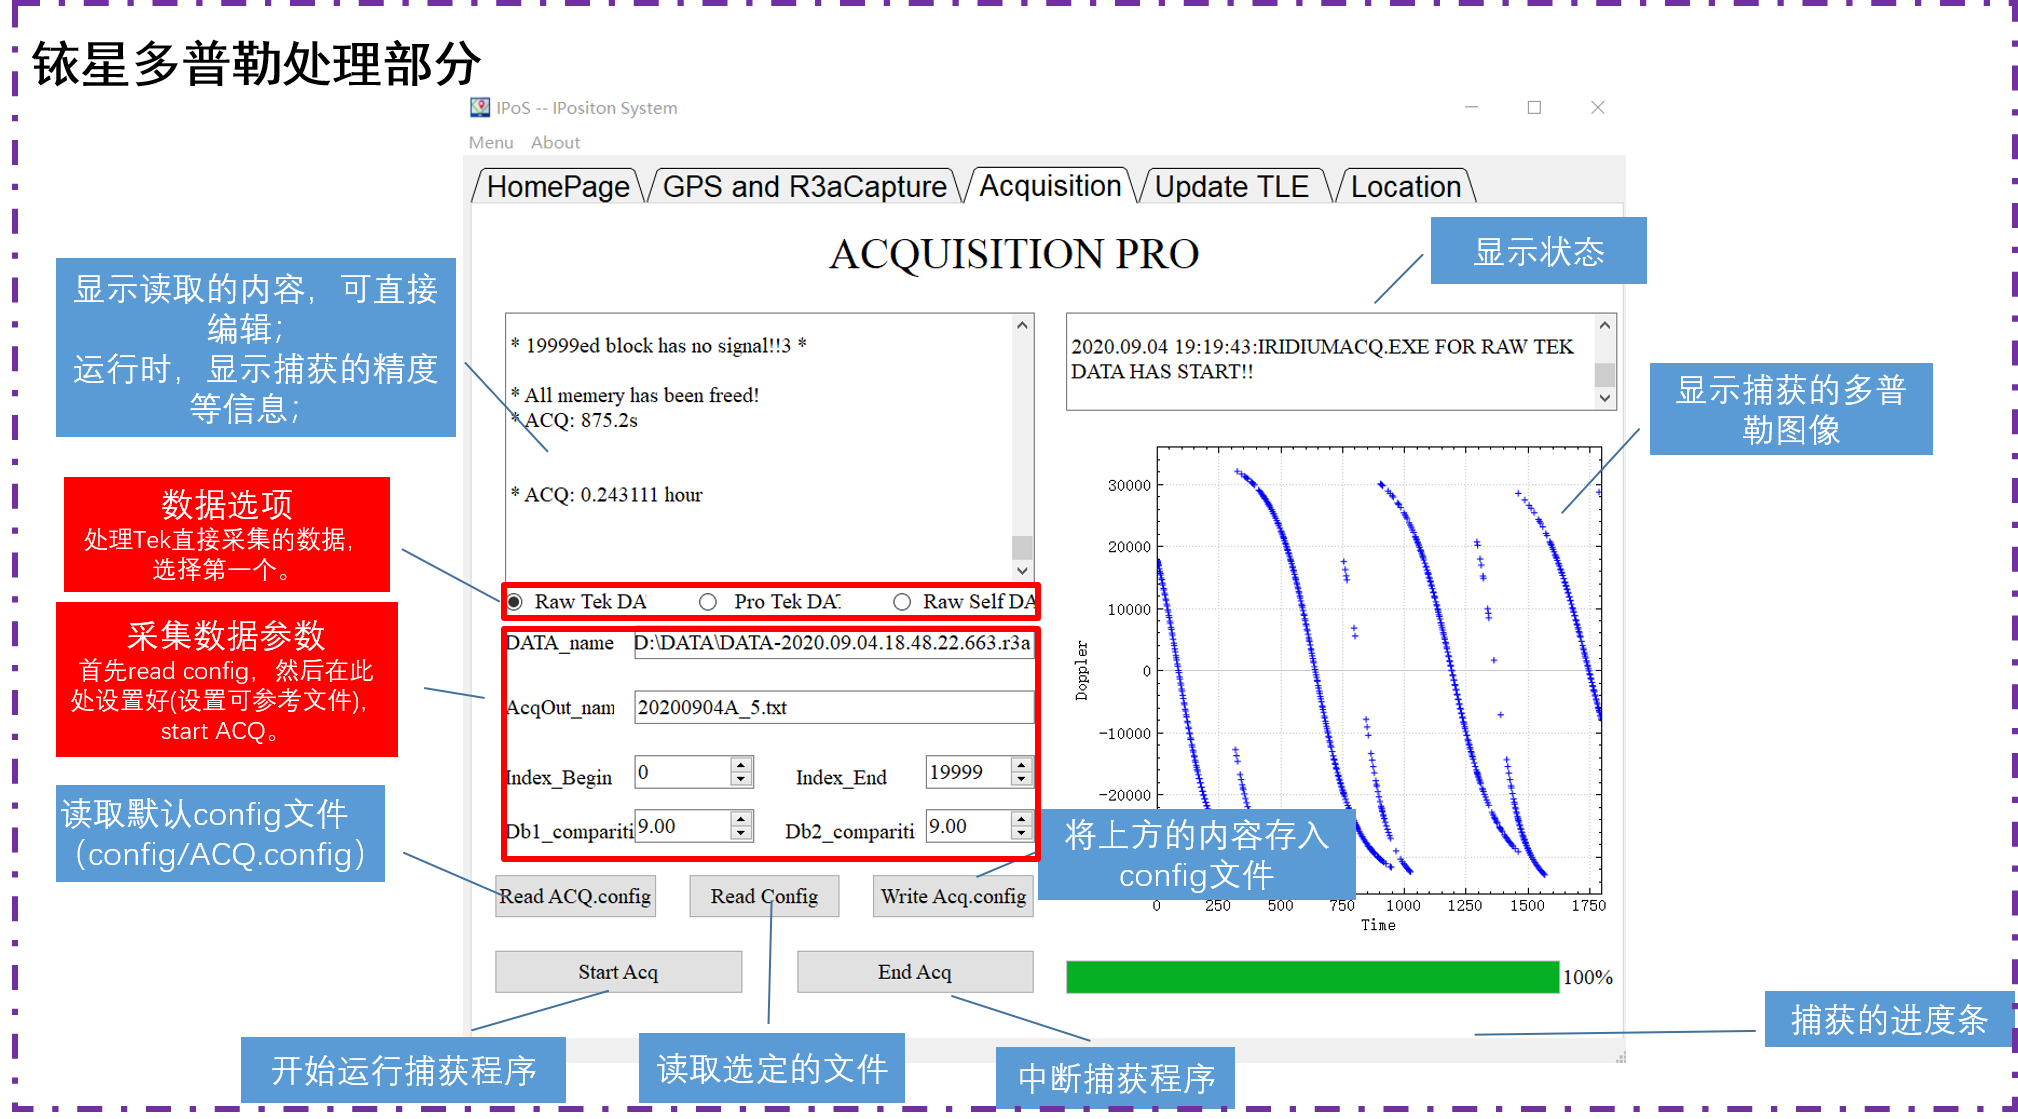 铱星多普勒处理部分
IPoS -- IPositon System
Menu About
HomePage
GPS and R3aCapture
Acquisition
Update TLE
Location
ACQUISITION PRO
显示状态
显示读取的内容，可直接
编辑；
运行时，显示捕获的精度
等信息；
* 19999ed block has no signal!!3 *
* All memery has been freed!
* ACQ: 875.2s
* ACQ: 0.243111 hour
2020.09.04 19:19:43:IRIDIUMACQ.EXE FOR RAW TEK
DATA HAS START!!
显示捕获的多普
勒图像
数据选项
处理Tek直接采集的数据，
选择第一个。
Raw Tek DA
Pro Tek DA
Raw Self DA
采集数据参数
首先read config，然后在此
处设置好(设置可参考文件)，
start ACQ。
DATA_name D:\DATA\DATA-2020.09.04.18.48.22.663.r3a
AcqOut_nam 20200904A_5.txt
Index_Begin 0 Index_End 19999
Db1_compariti 9.00 Db2_compariti 9.00
读取默认config文件
（config/ACQ.config）
将上方的内容存入
config文件
Read ACQ.config
Read Config
Write Acq.config
Start Acq
End Acq
30000
20000
10000
0
-10000
-20000
Doppler
0 250 500 750 1000 1250 1500 1750
Time
100%
捕获的进度条
开始运行捕获程序
读取选定的文件
中断捕获程序